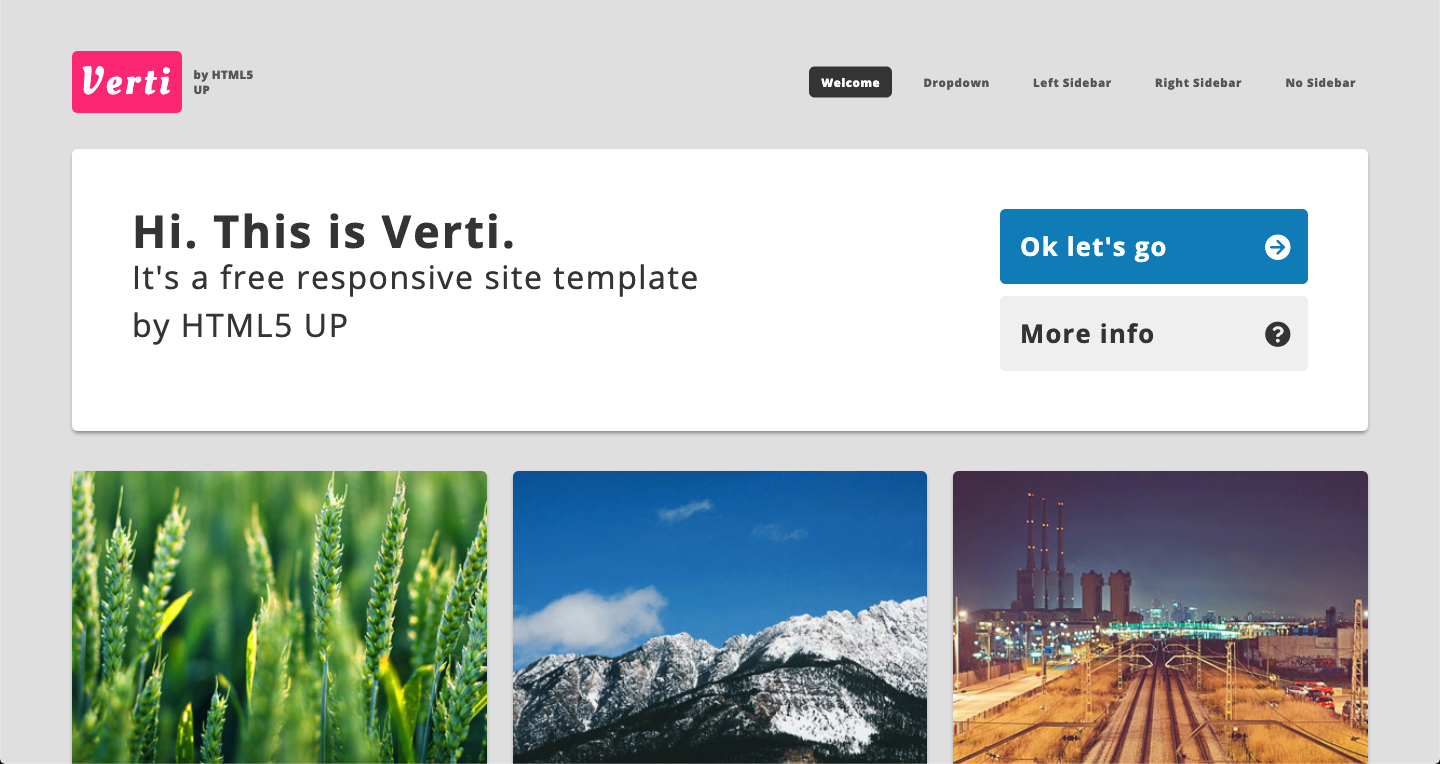 Verti
by HTML5
UP
Welcome
Dropdown
Left Sidebar
Right Sidebar
No Sidebar
Hi. This is Verti.
It's a free responsive site template
by HTML5 UP
Ok let's go
More info